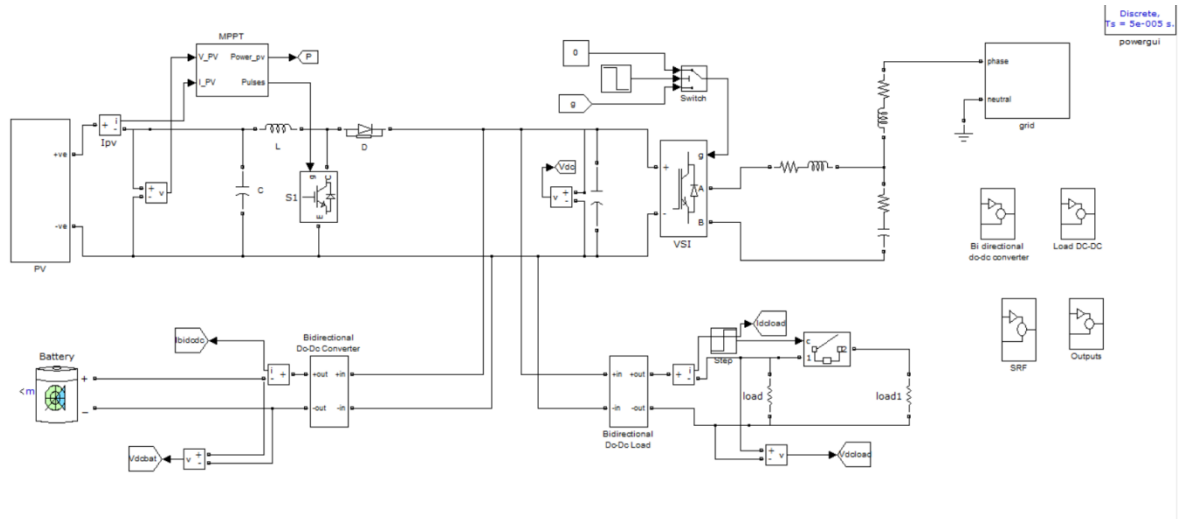 Discrete,
Ts = 5e-005 s.
powergui
MPPT
V_PV
Power_pv
I_PV
Pulses
P
0
g
Switch
phase
neutral
grid
+
i
-
Ipv
L
D
+ve
-ve
PV
+
-
v
C
g
C
S1
E
Vdc
v
+
-
+
-
g
A
B
VSI
Bi directional
dc-dc converter
Load DC-DC
SRF
Outputs
Ibidcdc
Battery
<m
+
-
i
-
+
Bidirectional
Dc-Dc Converter
+out
+in
-out
-in
Vdcbat
v
+
-
+in
+out
-in
-out
Bidirectional
Dc-Dc Load
+
i
-
Step
Idcload
c
1
2
load
load1
+
-
v
Vdcload